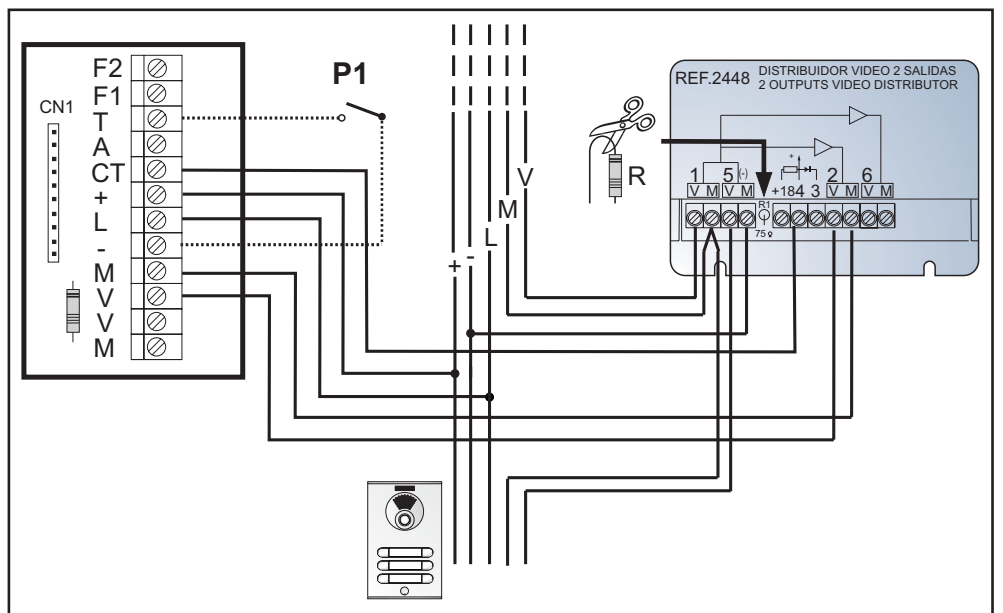 F2
F1
T
A
CT
+
L
-
M
V
V
M
CN1
P1
V
M
L
+ -
R
REF.2448
DISTRIBUIDOR VIDEO 2 SALIDAS
2 OUTPUTS VIDEO DISTRIBUTOR
+
1 5 (-) 2 6
V M V M +18 4 3 V M V M
R1
75